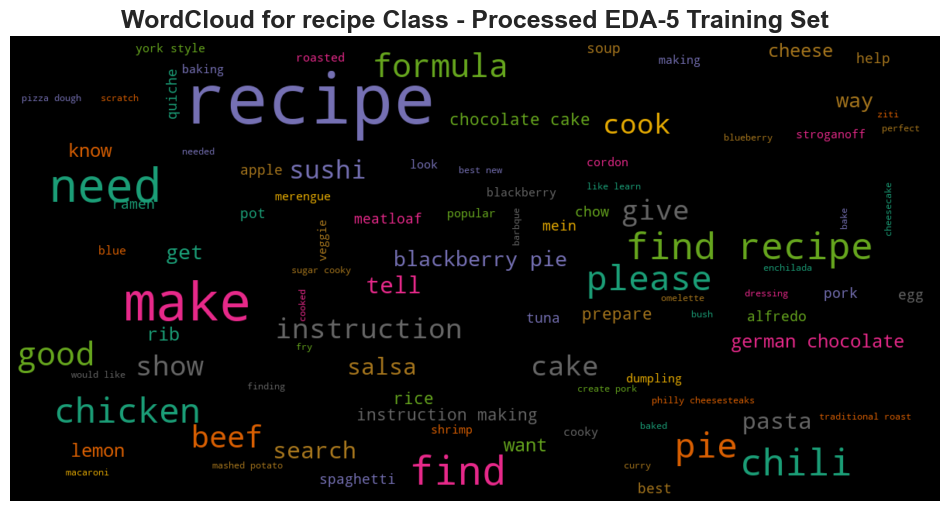 WordCloud for recipe Class - Processed EDA-5 Training Set
york style
soup
cheese
roasted
formula
making
help
baking
quiche
pizza dough
scratch
recipe
way
ziti
chocolate cake
cook
blueberry
stroganoff
perfect
know
needed
apple
sushi
look
best new
cordon
need
ramen
merengue
blackberry
like learn
cheesecake
pot
meatloaf
popular
barbque
chow
give
bake
mein
blue
get
veggie
blackberry pie
find recipe
sugar cooky
enchilada
make
cooked
tell
please
omelette
dressing
pork
egg
rib
instruction
tuna
prepare
bush
alfredo
good
fry
german chocolate
would like
show
salsa
cake
dumpling
finding
create pork
chicken
rice
philly cheesesteaks
instruction making
beef
shrimp
cooky
baked
pasta
traditional roast
lemon
search
want
pie
macaroni
mashed potato
spaghetti
find
curry
chili
best